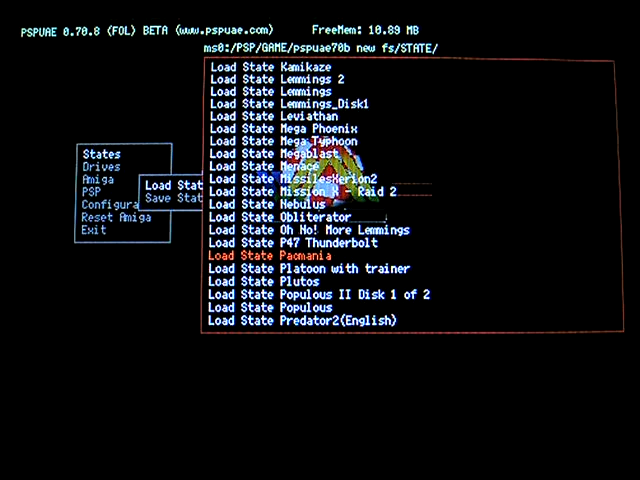 PSPUAE 0.70.8 (FOL) BETA (www.pspuae.com) FreeMem: 10.89 MB
ms0:/PSP/GAME/pspuae70b new fs/STATE/
States
Drives
Amiga
PSP
Configura
Reset Amiga
Exit
Load Stat
Save Stat
Load State Kamikaze
Load State Lemmings 2
Load State Lemmings
Load State Lemmings_Disk1
Load State Leviathan
Load State Mega Phoenix
Load State Mega Typhoon
Load State Megablast
Load State Menace
Load State MissilesXerion2
Load State Mission X - Raid 2
Load State Nebulus
Load State Obliterator
Load State Oh No! More Lemmings
Load State P47 Thunderbolt
Load State Pacmania
Load State Platoon with trainer
Load State Plutos
Load State Populous II Disk 1 of 2
Load State Populous
Load State Predator2(English)